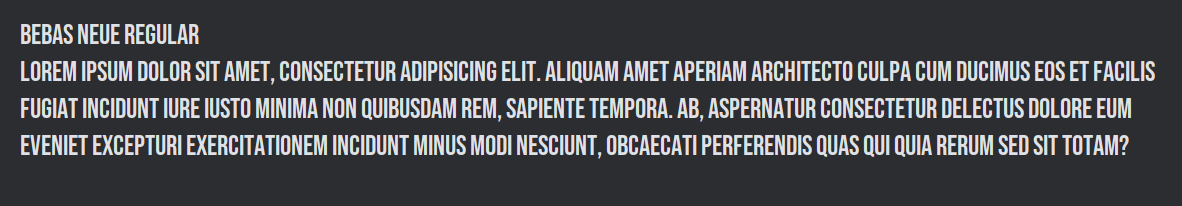 BEBAS NEUE REGULAR
LOREM IPSUM DOLOR SIT AMET, CONSECTETUR ADIPISICING ELIT. ALIQUAM AMET APERIAM ARCHITECTO CULPA CUM DUCIMUS EOS ET FACILIS
FUGIAT INCIDUNT IURE IUSTO MINIMA NON QUIBUSDAM REM, SAPIENTE TEMPORA. AB, ASPERNATUR CONSECTETUR DELECTUS DOLORE EUM
EVENIET EXCEPTURI EXERCITATIONEM INCIDUNT MINUS MODI NESCIUNT, OBCAECATI PERFERENDIS QUAS QUI QUIA RERUM SED SIT TOTAM?